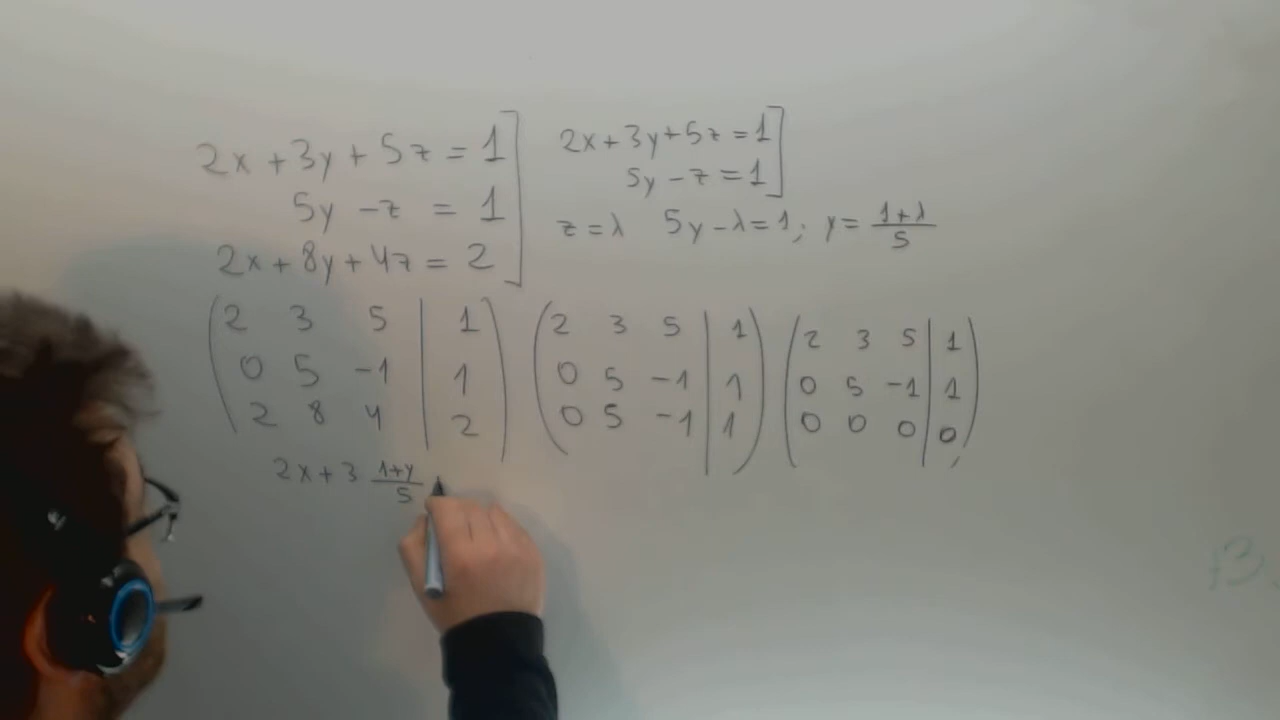 2x + 3y + 5z = 1
5y - z = 1
2x + 8y + 4z = 2
2x + 3y + 5z = 1
5y - z = 1
z = λ 5y - λ = 1; y = (1+λ)/5
2 3 5 | 1
0 5 -1 | 1
2 8 4 | 2
2 3 5 | 1
0 5 -1 | 1
0 5 -1 | 1
2 3 5 | 1
0 5 -1 | 1
0 0 0 | 0
2x + 3 (1+y)/5